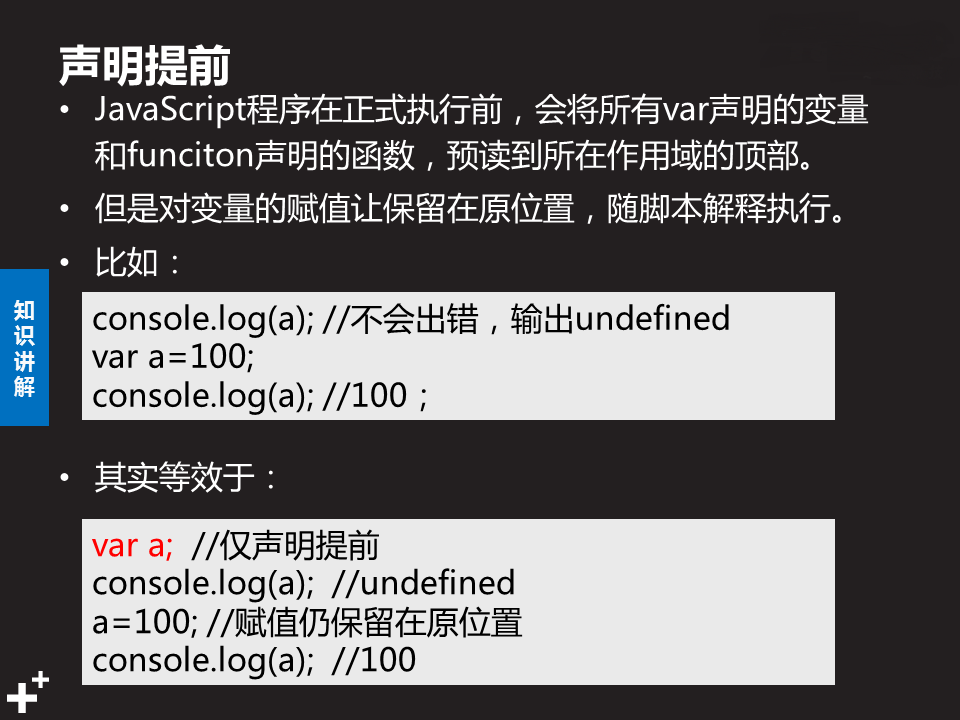 声明提前
• JavaScript程序在正式执行前，会将所有var声明的变量
和funciton声明的函数，预读到所在作用域的顶部。
• 但是对变量的赋值让保留在原位置，随脚本解释执行。
• 比如：
知识讲解
console.log(a); //不会出错，输出undefined
var a=100;
console.log(a); //100；
• 其实等效于：
var a; //仅声明提前
console.log(a); //undefined
a=100; //赋值仍保留在原位置
console.log(a); //100